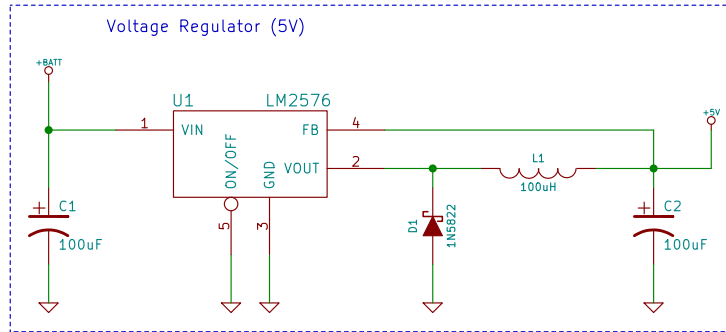 Voltage Regulator (5V)
+BATT
+5V
U1
LM2576
1
VIN
FB
4
ON/OFF
GND
VOUT
2
L1
100uH
5
3
C1
100uF
D1
1N5822
C2
100uF